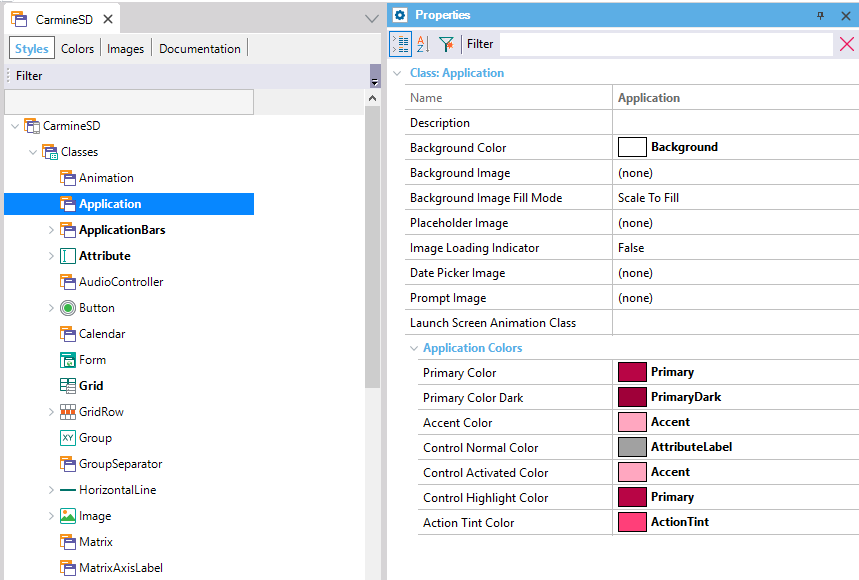 CarmineSD
Styles Colors Images Documentation
Filter
CarmineSD
Classes
Animation
Application
ApplicationBars
Attribute
AudioController
Button
Calendar
Form
Grid
GridRow
XY Group
GroupSeparator
HorizontalLine
Image
Matrix
MatrixAxisLabel
Properties
A Z Filter
Class: Application
Name Application
Description
Background Color Background
Background Image (none)
Background Image Fill Mode Scale To Fill
Placeholder Image (none)
Image Loading Indicator False
Date Picker Image (none)
Prompt Image (none)
Launch Screen Animation Class
Application Colors
Primary Color Primary
Primary Color Dark PrimaryDark
Accent Color Accent
Control Normal Color AttributeLabel
Control Activated Color Accent
Control Highlight Color Primary
Action Tint Color ActionTint